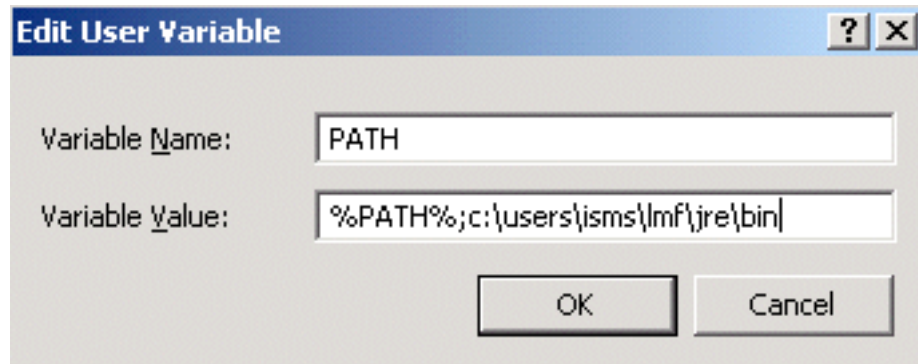 Edit User Variable
Variable Name: PATH
Variable Value: %PATH%;c:\users\isms\lmf\jre\bin
OK Cancel